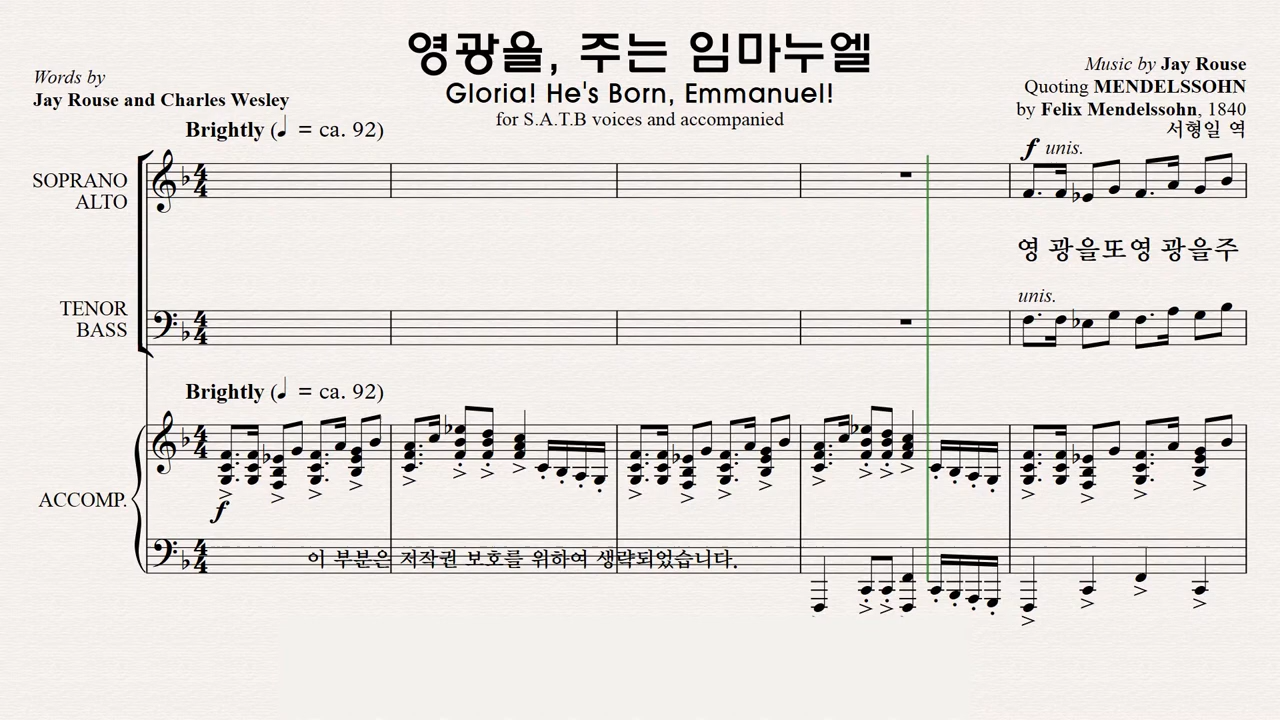 영광을, 주는 임마누엘
Gloria! He's Born, Emmanuel!
for S.A.T.B voices and accompanied
Words by
Jay Rouse and Charles Wesley
Music by Jay Rouse
Quoting MENDELSSOHN
by Felix Mendelssohn, 1840
서형일 역
Brightly (♩ = ca. 92)
f unis.
SOPRANO
ALTO
영 광을또영 광을주
unis.
TENOR
BASS
Brightly (♩ = ca. 92)
ACCOMP.
f
이 부분은 저작권 보호를 위하여 생략되었습니다.